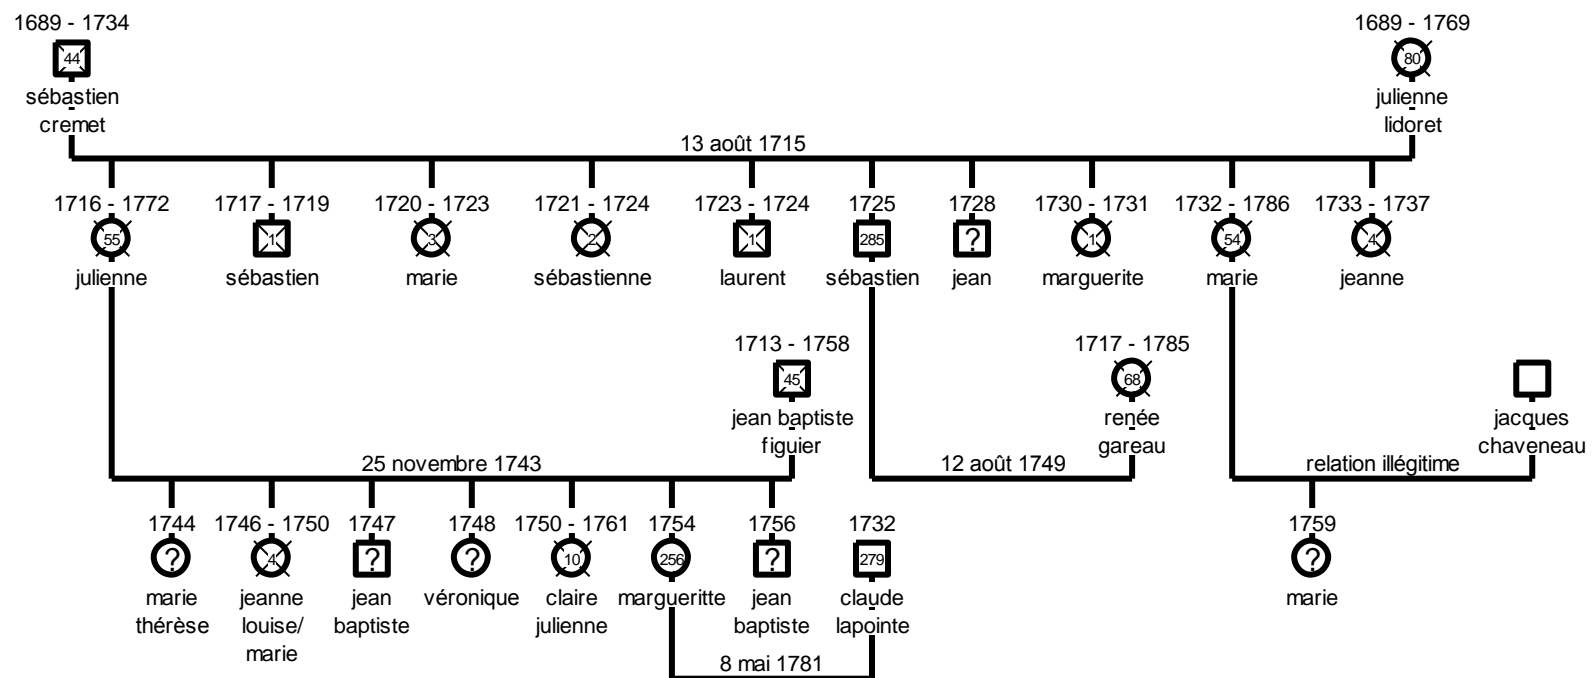 1689 - 1734 1689 - 1769
44 80
sébastien julienne
cremet lidoret
13 août 1715
1716 - 1772 1717 - 1719 1720 - 1723 1721 - 1724 1723 - 1724 1725 1728 1730 - 1731 1732 - 1786 1733 - 1737
55 1 3 2 1 285 ? 1 54 4
julienne sébastien marie sébastienne laurent sébastien jean marguerite marie jeanne
1713 - 1758 1717 - 1785
45 68
jean baptiste renée jacques
figuier gareau chaveneau
25 novembre 1743 12 août 1749 relation illégitime
1744 1746 - 1750 1747 1748 1750 - 1761 1754 1756 1732 1759
? 4 ? ? 10 256 ? 279 ?
marie jeanne jean véronique claire margueritte jean claude marie
thérèse louise/ baptiste julienne baptiste lapointe
marie
8 mai 1781